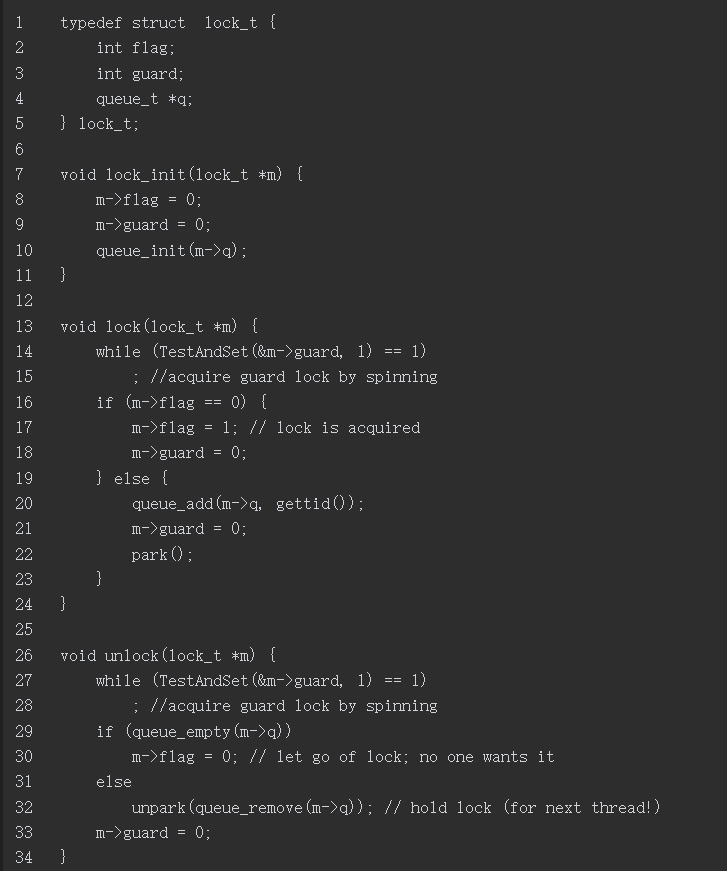 1 typedef struct  lock_t {
2     int flag;
3     int guard;
4     queue_t *q;
5 } lock_t;
6
7 void lock_init(lock_t *m) {
8     m->flag = 0;
9     m->guard = 0;
10     queue_init(m->q);
11 }
12
13 void lock(lock_t *m) {
14     while (TestAndSet(&m->guard, 1) == 1)
15         ; //acquire guard lock by spinning
16     if (m->flag == 0) {
17         m->flag = 1; // lock is acquired
18         m->guard = 0;
19     } else {
20         queue_add(m->q, gettid());
21         m->guard = 0;
22         park();
23     }
24 }
25
26 void unlock(lock_t *m) {
27     while (TestAndSet(&m->guard, 1) == 1)
28         ; //acquire guard lock by spinning
29     if (queue_empty(m->q))
30         m->flag = 0; // let go of lock; no one wants it
31     else
32         unpark(queue_remove(m->q)); // hold lock (for next thread!)
33     m->guard = 0;
34 }